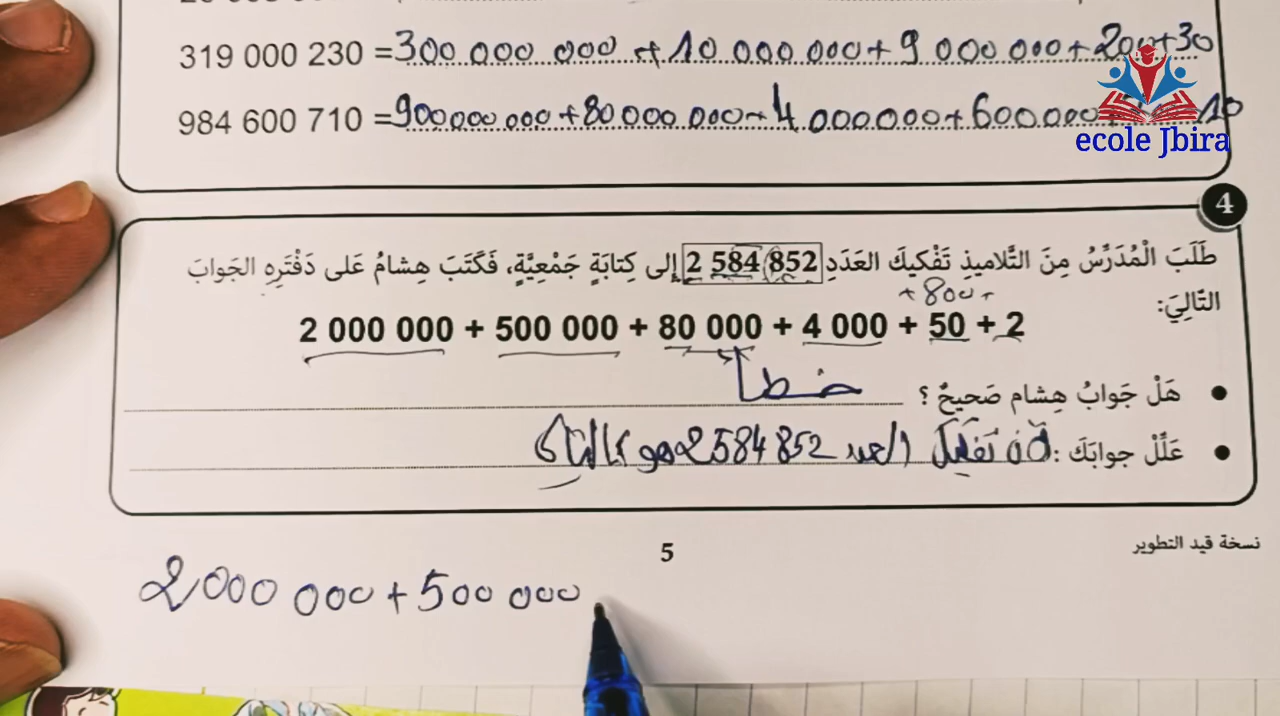 319 000 230 = 300 000 000 + 10 000 000 + 9 000 000 + 200 + 30
984 600 710 = 900 000 000 + 80 000 000 + 4 000 000 + 600 000 + 10
ecole Jbira
4
طَلَبَ الْمُدَرِّسُ مِنَ التَّلاميذِ تَفْكيكَ العَدَدِ 2 584 852 إلى كِتابَةٍ جَمْعِيَّةٍ، فَكَتَبَ هِشامُ عَلى دَفْتَرِهِ الجَوابَ
التّالِيَ:
+ 800 +
2 000 000 + 500 000 + 80 000 + 4 000 + 50 + 2
• هَلْ جَوابُ هِشام صَحيحٌ ؟ خطأ
• عَلِّلْ جوابَكَ : لأن تفكيك العدد 2584852 هو كالتالي
5
نسخة قيد التطوير
2000 000 + 500 000